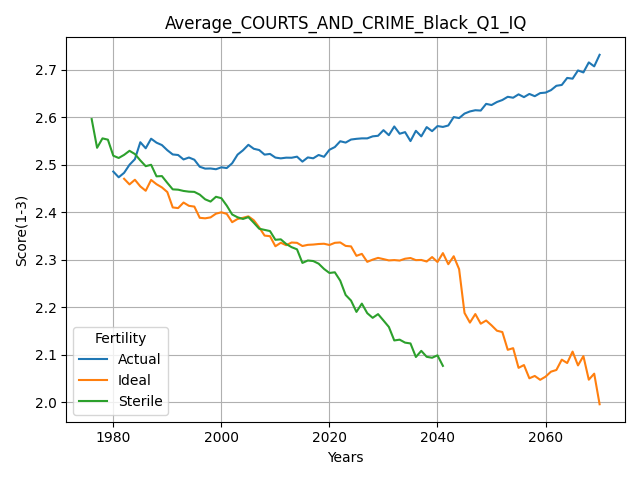 Average_COURTS_AND_CRIME_Black_Q1_IQ
Score(1-3)
2.7
2.6
2.5
2.4
2.3
2.2
2.1
2.0
Fertility
Actual
Ideal
Sterile
1980 2000 2020 2040 2060
Years